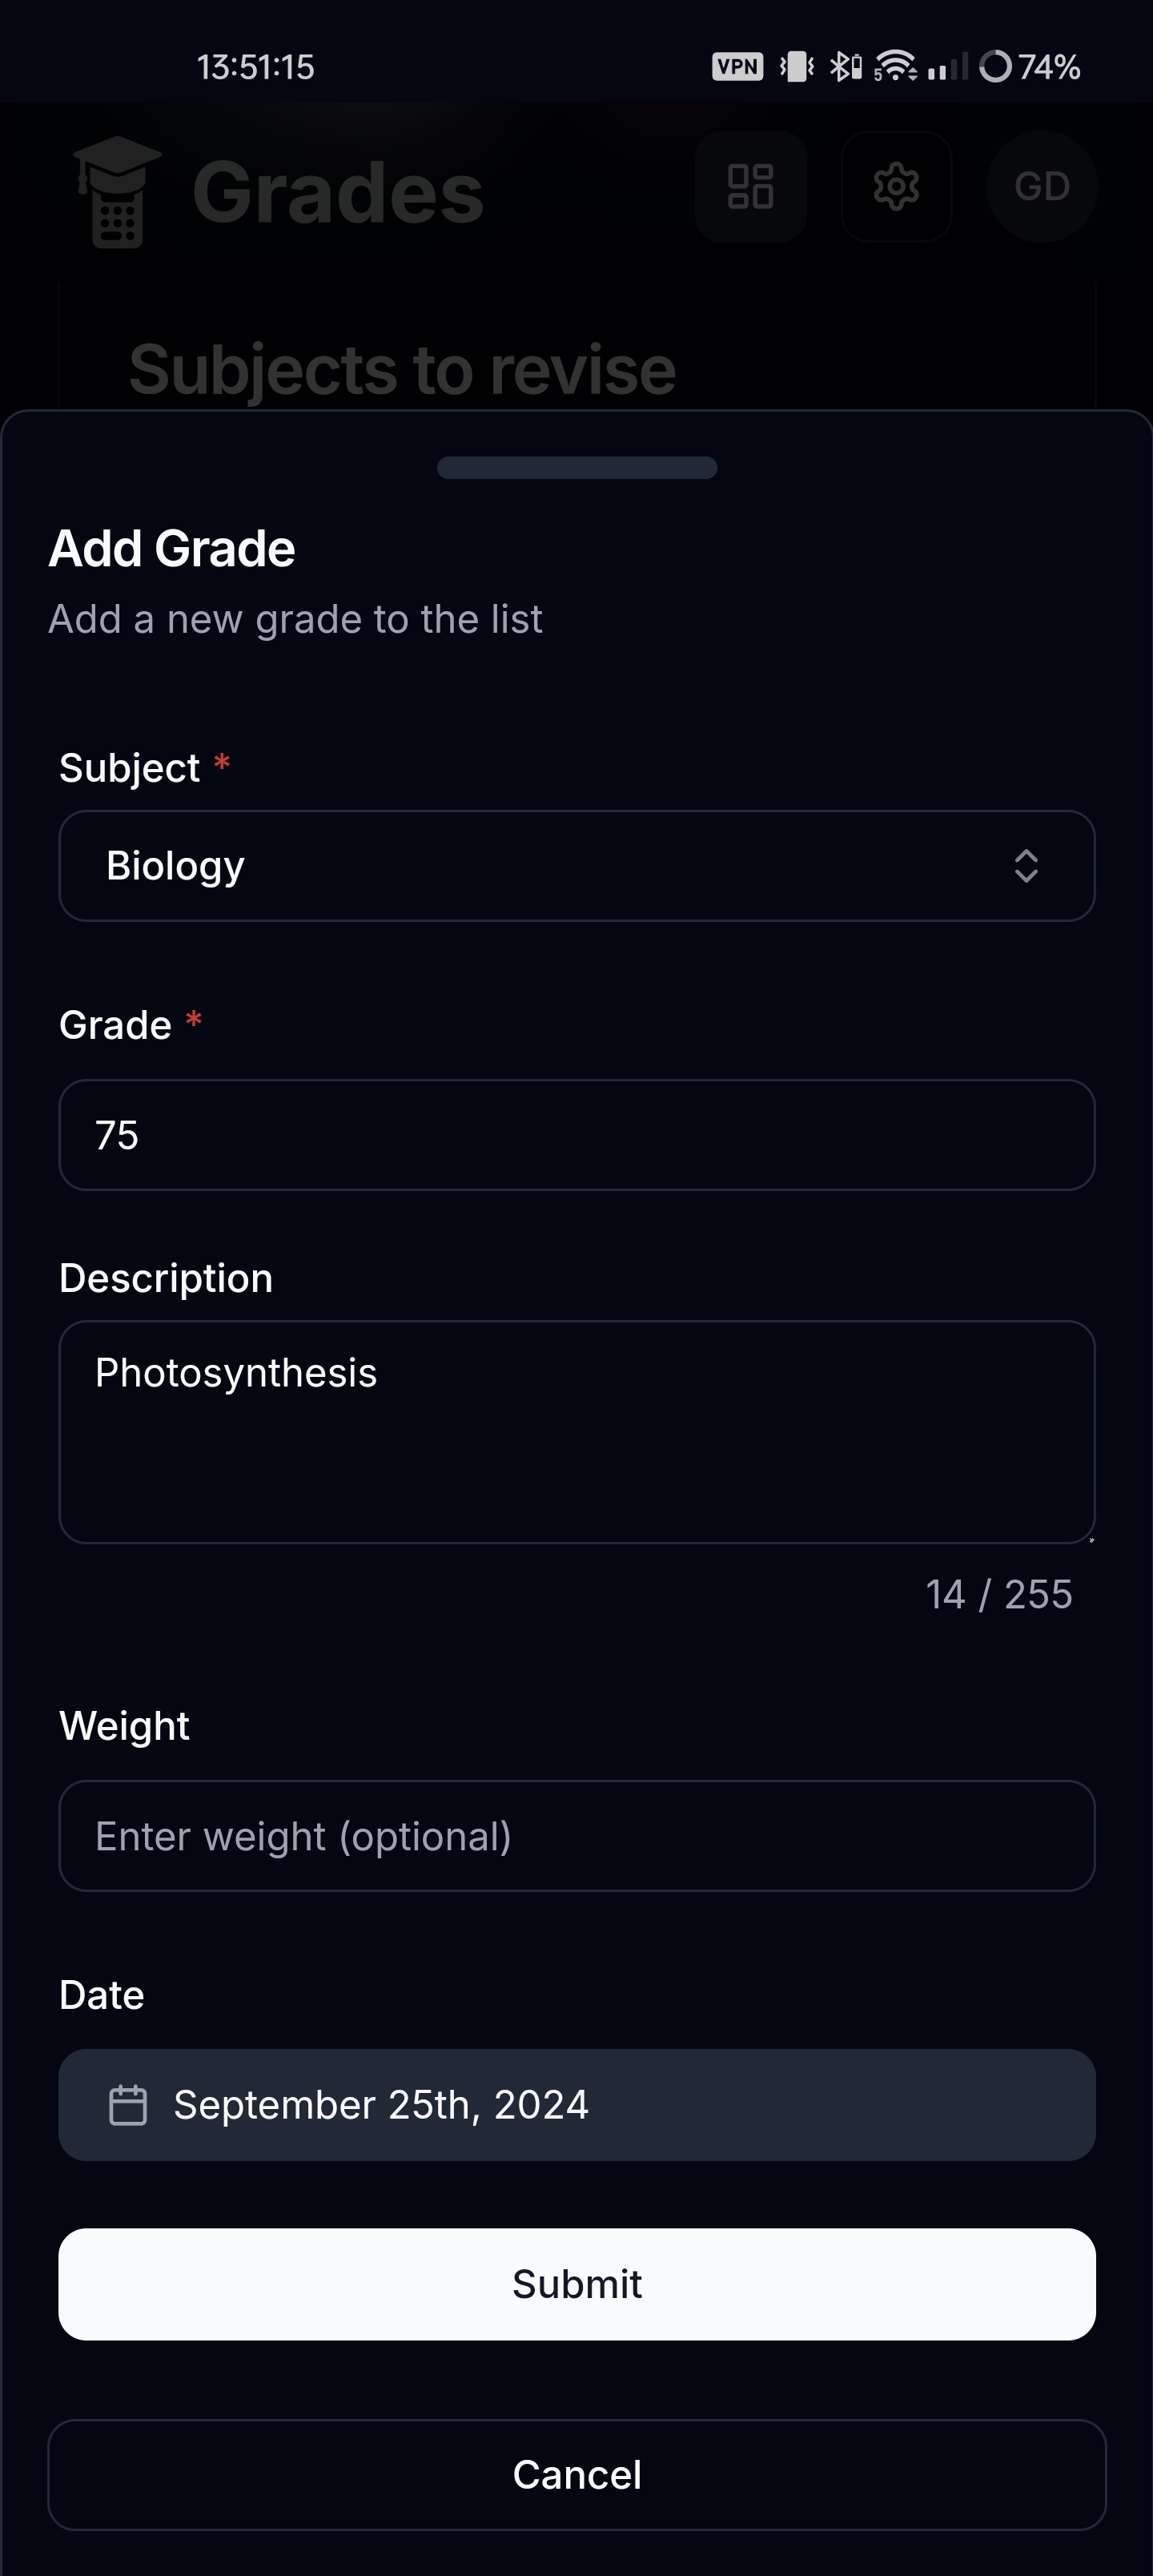 13:51:15 VPN 5 74%
Grades GD
Subjects to revise
Add Grade
Add a new grade to the list
Subject *
Biology
Grade *
75
Description
Photosynthesis
14 / 255
Weight
Enter weight (optional)
Date
September 25th, 2024
Submit
Cancel